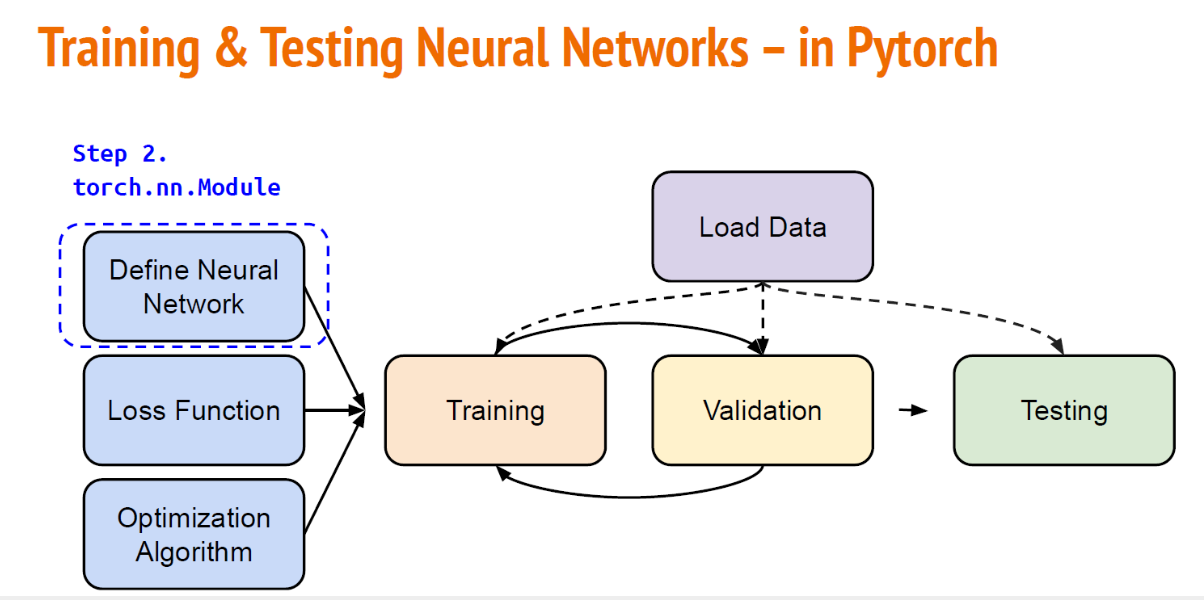 Training & Testing Neural Networks – in Pytorch
Step 2.
torch.nn.Module
Load Data
Define Neural
Network
Loss Function
Training
Validation
Testing
Optimization
Algorithm